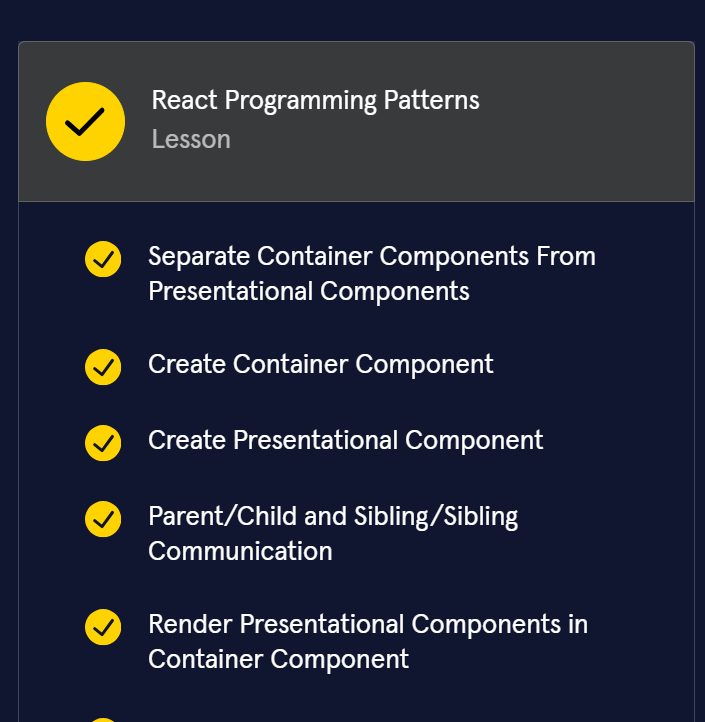 React Programming Patterns
Lesson
Separate Container Components From
Presentational Components
Create Container Component
Create Presentational Component
Parent/Child and Sibling/Sibling
Communication
Render Presentational Components in
Container Component